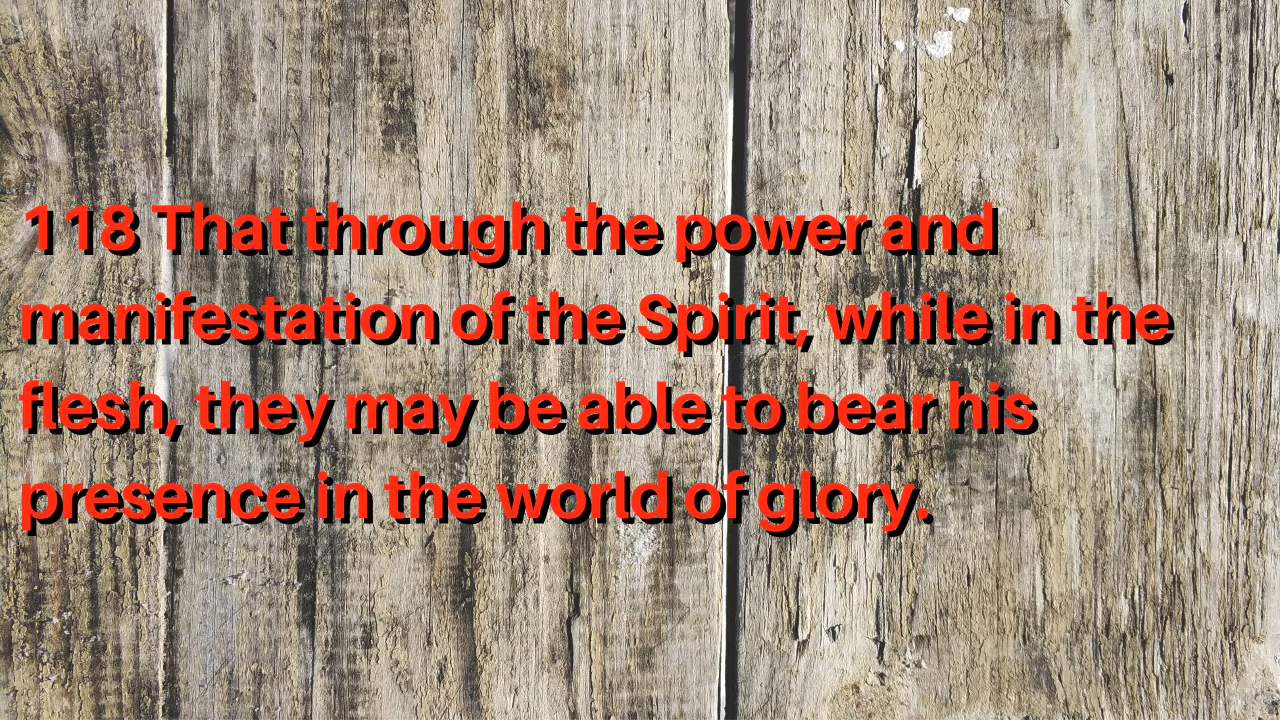 118 That through the power and
manifestation of the Spirit, while in the
flesh, they may be able to bear his
presence in the world of glory.